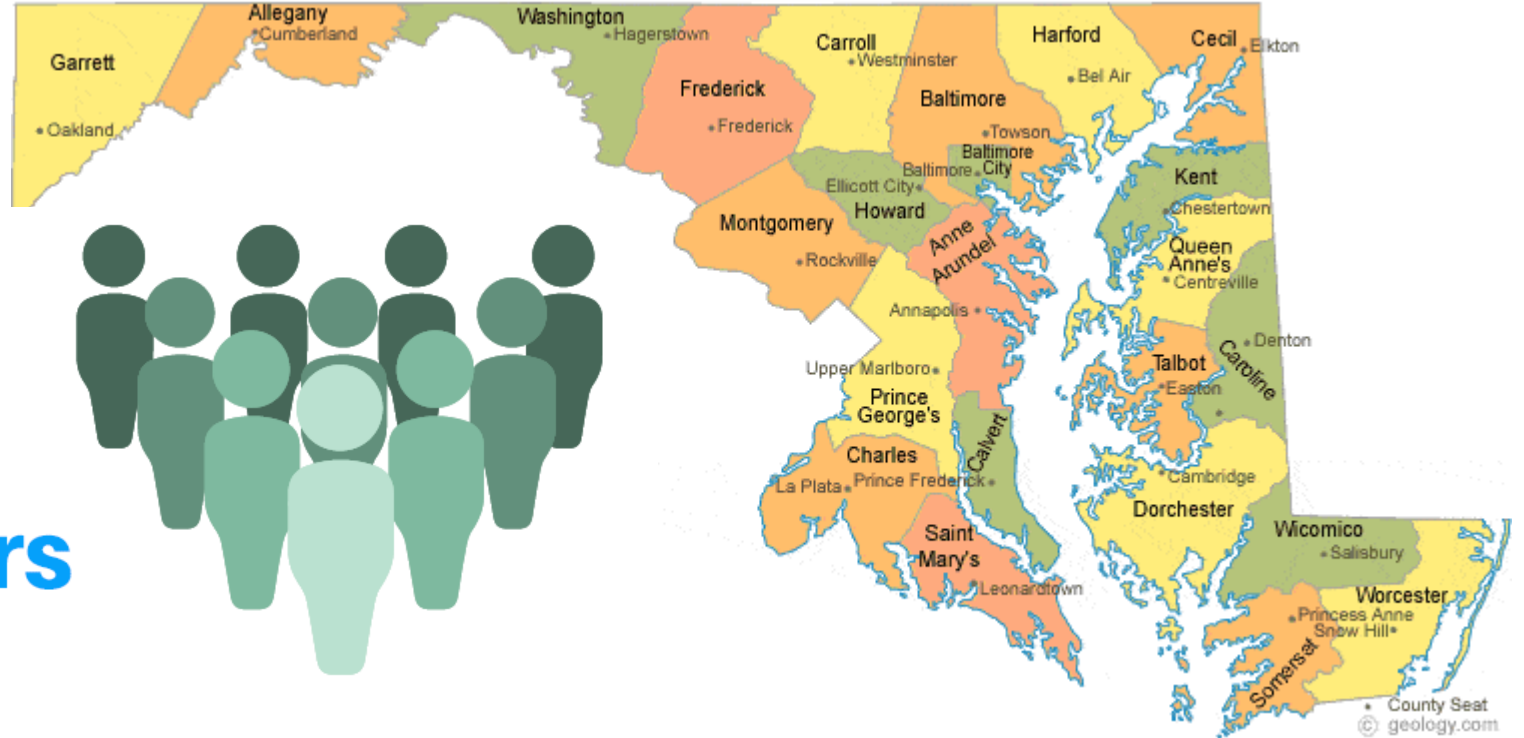 Garrett
Oakland
Allegany
Cumberland
Washington
Hagerstown
Frederick
Frederick
Carroll
Westminster
Baltimore
Towson
Baltimore
City
Baltimore
Harford
Bel Air
Cecil
Elkton
Ellicott City
Howard
Montgomery
Rockville
Anne
Arundel
Annapolis
Kent
Chestertown
Queen
Anne's
Centreville
Denton
Caroline
Talbot
Easton
Upper Marlboro
Prince
George's
Calvert
Prince Frederick
Charles
La Plata
Saint
Mary's
Leonardtown
Cambridge
Dorchester
Wicomico
Salisbury
Worcester
Princess Anne
Snow Hill
Somerset
rs
County Seat
© geology.com